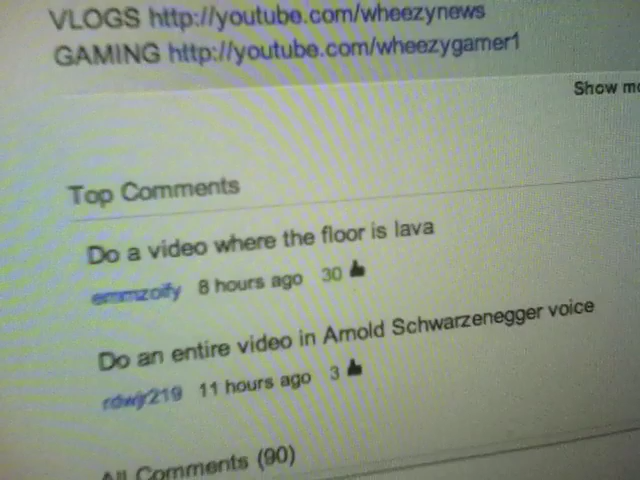 VLOGS http://youtube.com/wheezynews
GAMING http://youtube.com/wheezygamer1
Show mo
Top Comments
Do a video where the floor is lava
emmzoify 8 hours ago 30
Do an entire video in Arnold Schwarzenegger voice
rdwjr219 11 hours ago 3
All Comments (90)